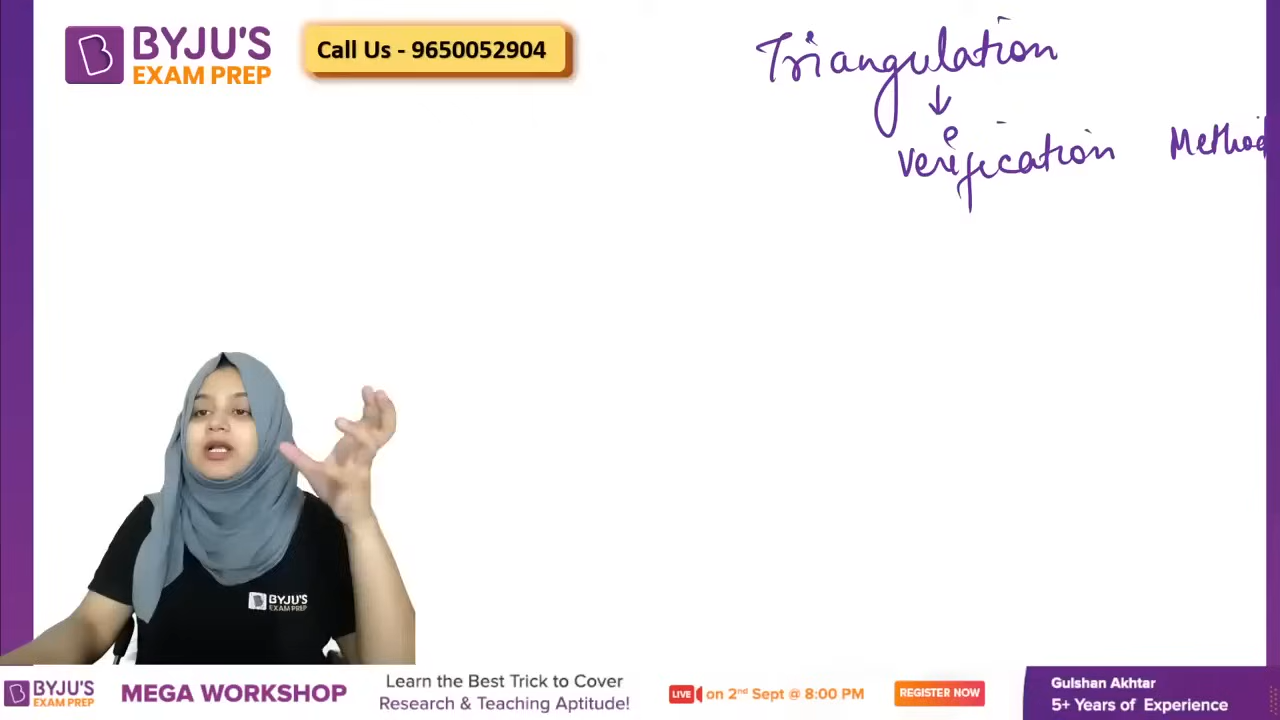 BYJU'S
EXAM PREP
Call Us - 9650052904
Triangulation
↓
Verification Method
BYJU'S
EXAM PREP
BYJU'S
EXAM PREP
MEGA WORKSHOP
Learn the Best Trick to Cover
Research & Teaching Aptitude!
LIVE on 2nd Sept @ 8:00 PM
REGISTER NOW
Gulshan Akhtar
5+ Years of Experience